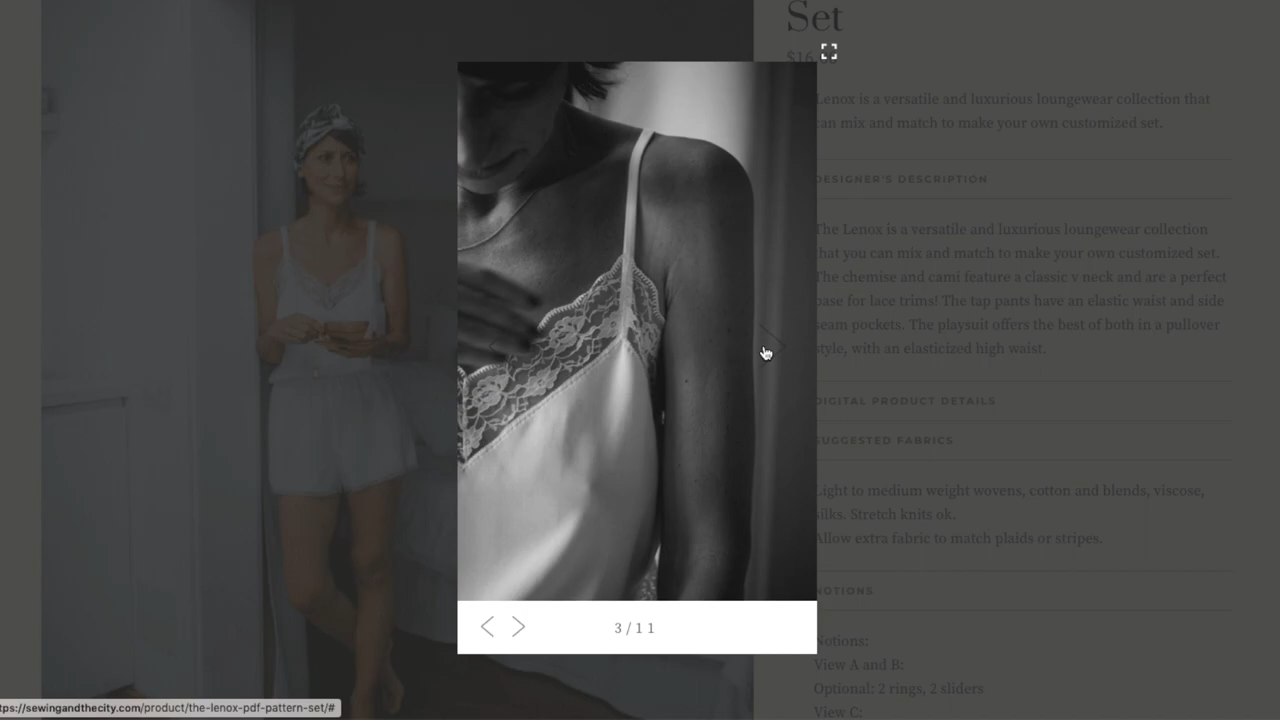 Set
$16.
Lenox is a versatile and luxurious loungewear collection that
can mix and match to make your own customized set.
DESIGNER'S DESCRIPTION
The Lenox is a versatile and luxurious loungewear collection
that you can mix and match to make your own customized set.
The chemise and cami feature a classic v neck and are a perfect
base for lace trims! The tap pants have an elastic waist and side
seam pockets. The playsuit offers the best of both in a pullover
style, with an elasticized high waist.
DIGITAL PRODUCT DETAILS
SUGGESTED FABRICS
Light to medium weight wovens, cotton and blends, viscose,
silks. Stretch knits ok.
Allow extra fabric to match plaids or stripes.
NOTIONS
Notions:
View A and B:
Optional: 2 rings, 2 sliders
View C:
3 / 1 1
tps://sewingandthecity.com/product/the-lenox-pdf-pattern-set/#